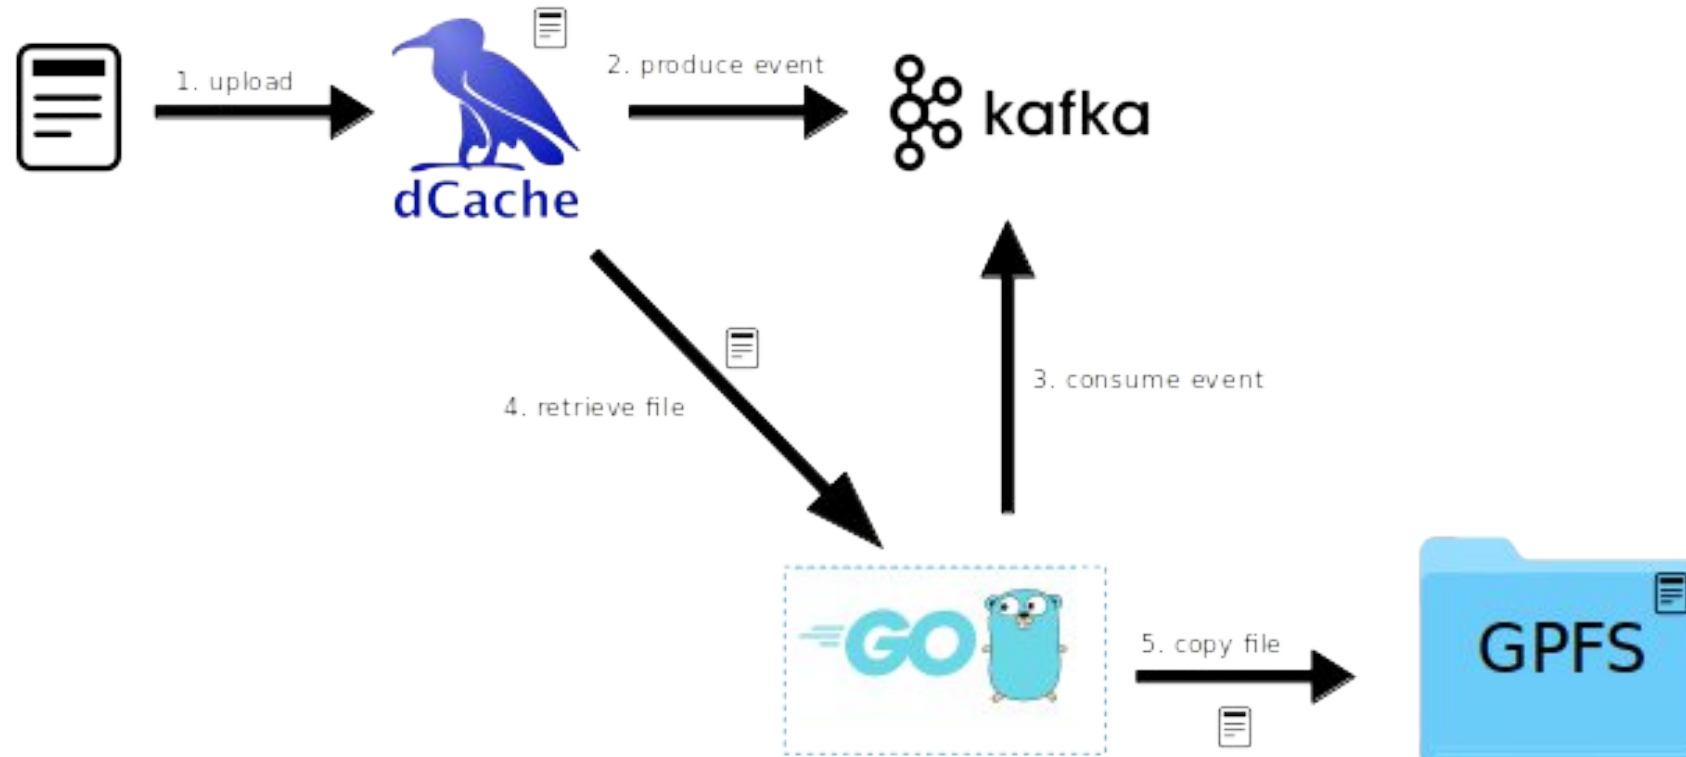 1. upload
2. produce event
kafka
dCache
3. consume event
4. retrieve file
GO
5. copy file
GPFS